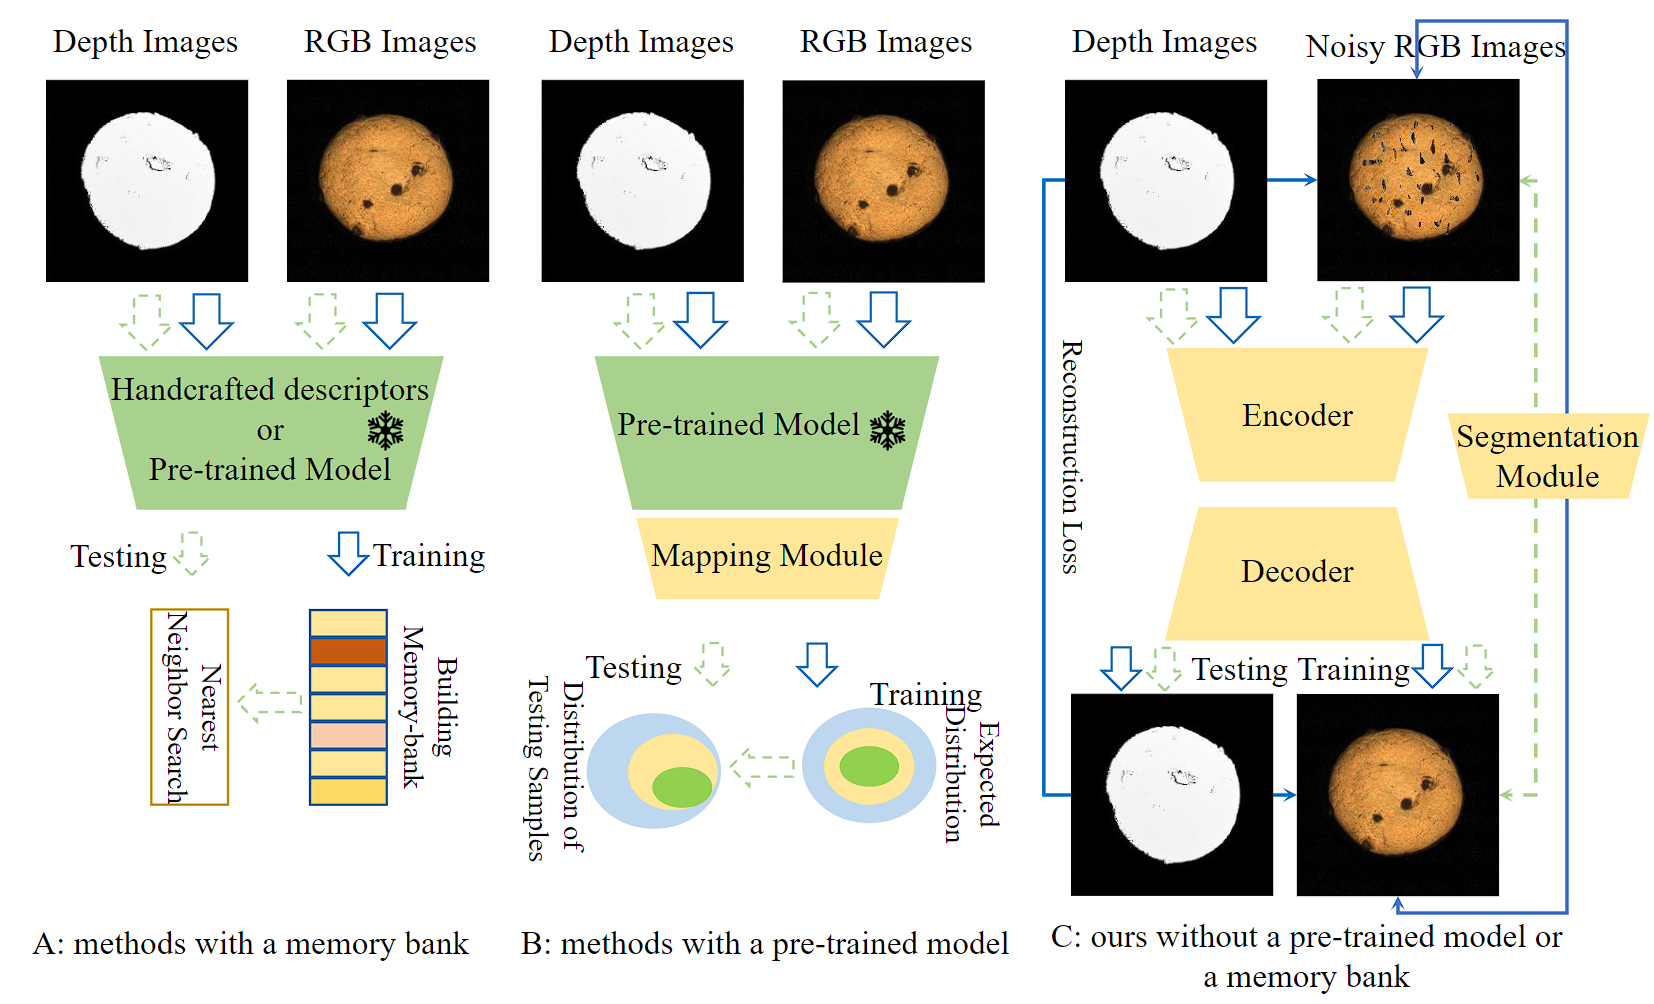 Depth Images
RGB Images
Handcrafted descriptors
or
Pre-trained Model
Testing
Training
Nearest
Neighbor Search
Building
Memory-bank
A: methods with a memory bank
Depth Images
RGB Images
Pre-trained Model
Mapping Module
Testing
Training
Distribution of
Testing Samples
Expected
Distribution
B: methods with a pre-trained model
Depth Images
Noisy RGB Images
Reconstruction Loss
Encoder
Segmentation
Module
Decoder
Testing
Training
C: ours without a pre-trained model or
a memory bank